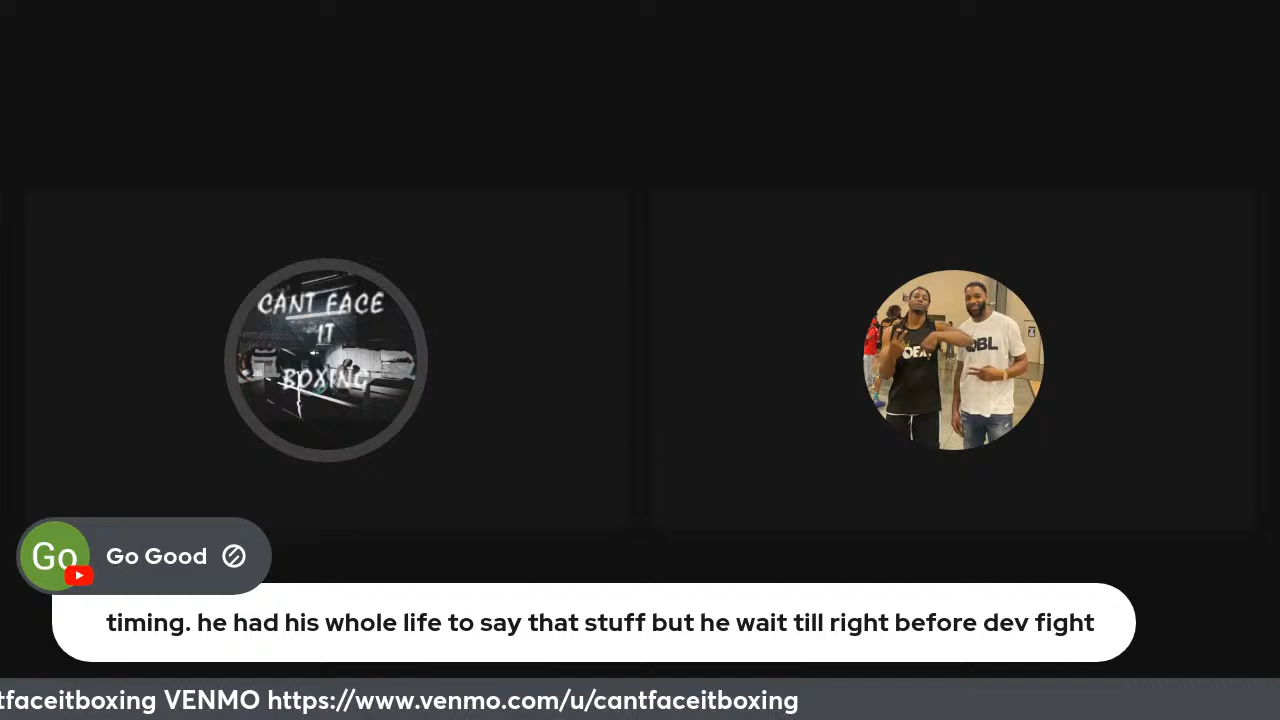 CANT FACE
IT
BOXING
QBL
Go
Go Good
timing. he had his whole life to say that stuff but he wait till right before dev fight
tfaceitboxing VENMO https://www.venmo.com/u/cantfaceitboxing